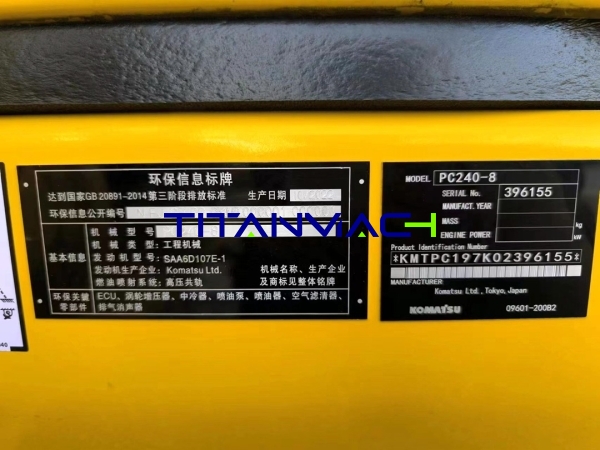 环保信息标牌
达到国家GB 20891-2014第三阶段排放标准 生产日期
环保信息公开编号
基本信息
机械型号
机械类型：工程机械
发动机型号：SAA6D107E-1
发动机生产厂：Komatsu Ltd.
燃油喷射系统：高压共轨
机械名称、生产厂
及商标见整体铭牌
环保关键
零部件
ECU、涡轮增压器、中冷器、喷油泵、喷油器、空气滤清器、
排气消声器
MODEL PC240-8
SERIAL No. 396155
MANUFACT. YEAR
MASS kg
ENGINE POWER kW
Product Identification Number
*KMTPC197K02396155*
MANUFACTURER
Komatsu Ltd., Tokyo, Japan
KOMATSU 09601-200B2
TITANMACH